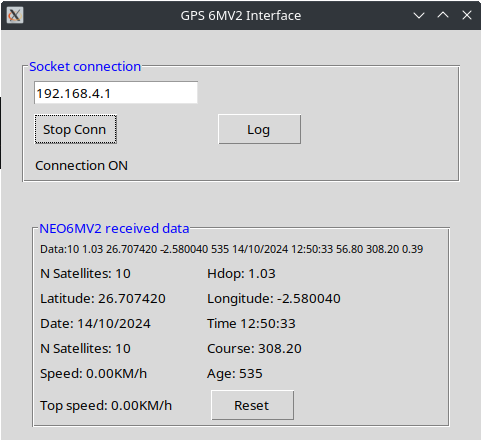 GPS 6MV2 Interface
Socket connection
192.168.4.1
Stop Conn Log
Connection ON
NEO6MV2 received data
Data:10 1.03 26.707420 -2.580040 535 14/10/2024 12:50:33 56.80 308.20 0.39
N Satellites: 10 Hdop: 1.03
Latitude: 26.707420 Longitude: -2.580040
Date: 14/10/2024 Time 12:50:33
N Satellites: 10 Course: 308.20
Speed: 0.00KM/h Age: 535
Top speed: 0.00KM/h Reset